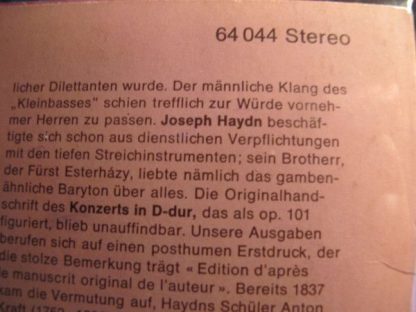 64 044 Stereo
licher Dilettanten wurde. Der männliche Klang des
„Kleinbasses" schien trefflich zur Würde vorneh-
mer Herren zu passen. Joseph Haydn beschäf-
tigte sich schon aus dienstlichen Verpflichtungen
mit den tiefen Streichinstrumenten; sein Brotherr,
der Fürst Esterházy, liebte nämlich das gamben-
ähnliche Baryton über alles. Die Originalhand-
schrift des Konzerts in D-dur, das als op. 101
figuriert, blieb unauffindbar. Unsere Ausgaben
berufen sich auf einen posthumen Erstdruck, der
die stolze Bemerkung trägt « Edition d'après
le manuscrit original de l'auteur ». Bereits 1837
kam die Vermutung auf, Haydns Schüler Anton
Kraft